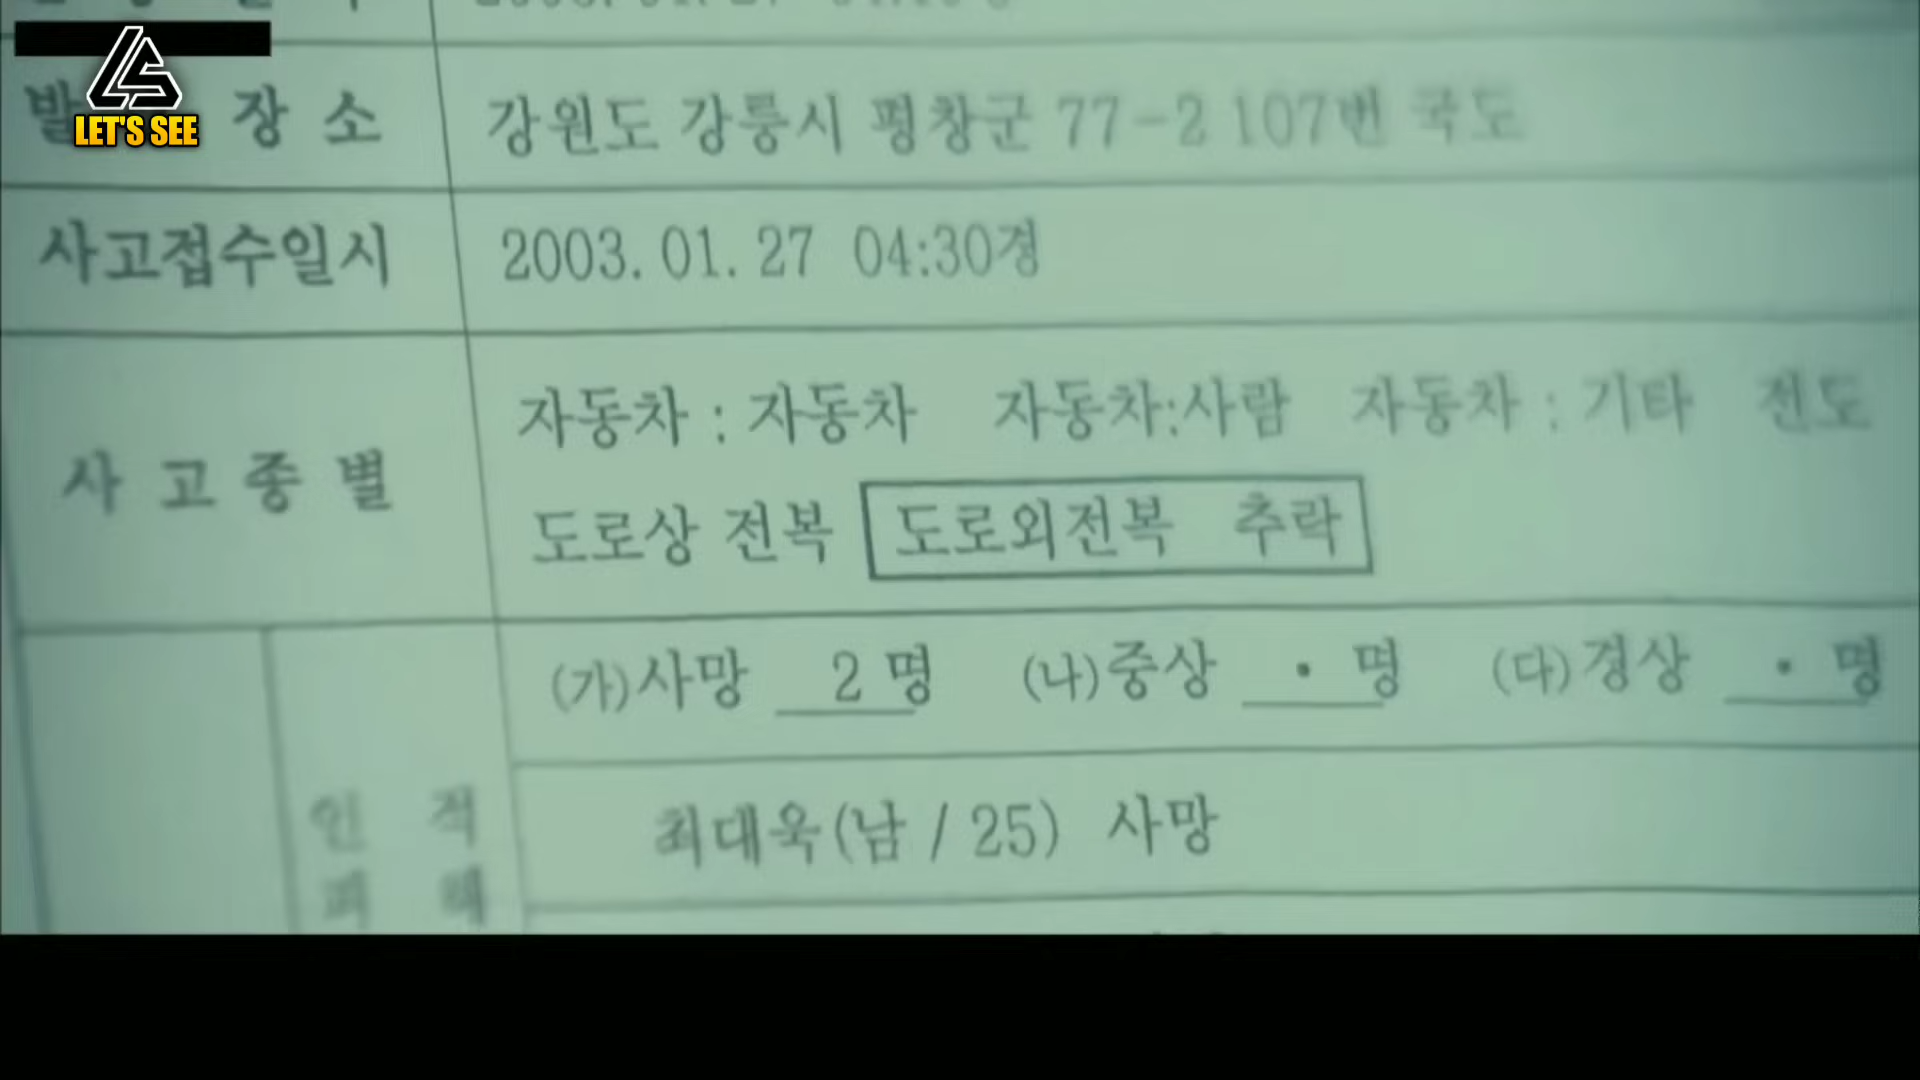 발 장 소 강원도 강릉시 평창군 77-2 107번 국도
LET'S SEE
사고접수일시 2003. 01. 27 04:30경
자동차 : 자동차 자동차:사람 자동차 : 기타 전도
사 고 종 별
도로상 전복 도로외전복 추락
(가)사망 2 명 (나)중상 · 명 (다)경상 · 명
인 적
최대욱(남 / 25) 사망
피 해